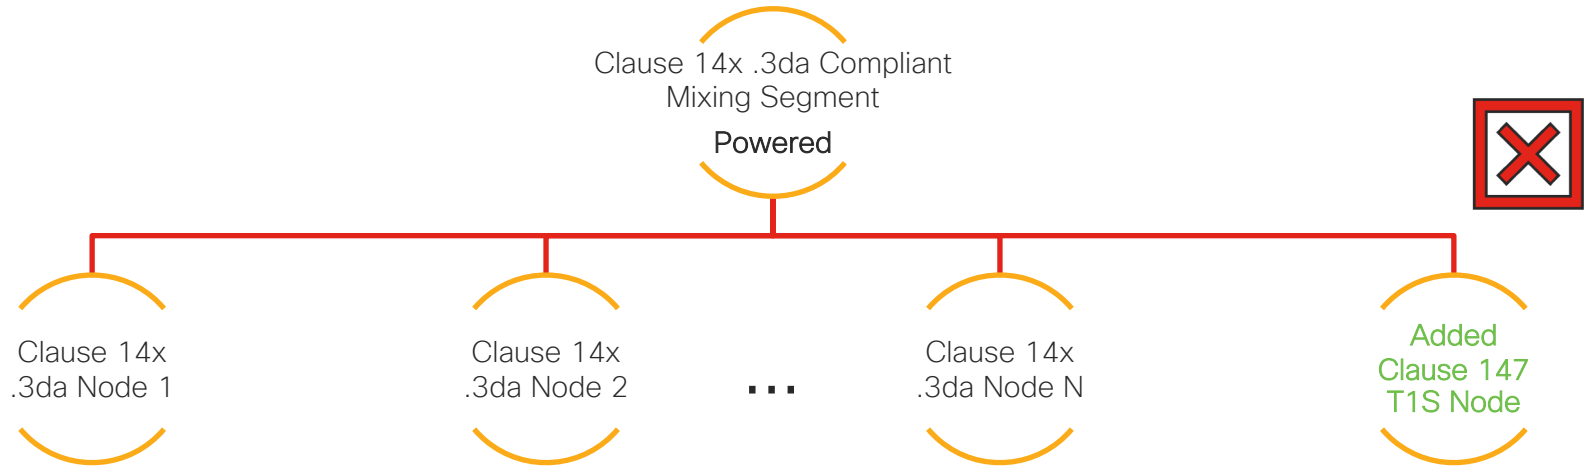 Clause 14x .3da Compliant
Mixing Segment
Powered
Clause 14x
.3da Node 1
Clause 14x
.3da Node 2
...
Clause 14x
.3da Node N
Added
Clause 147
T1S Node